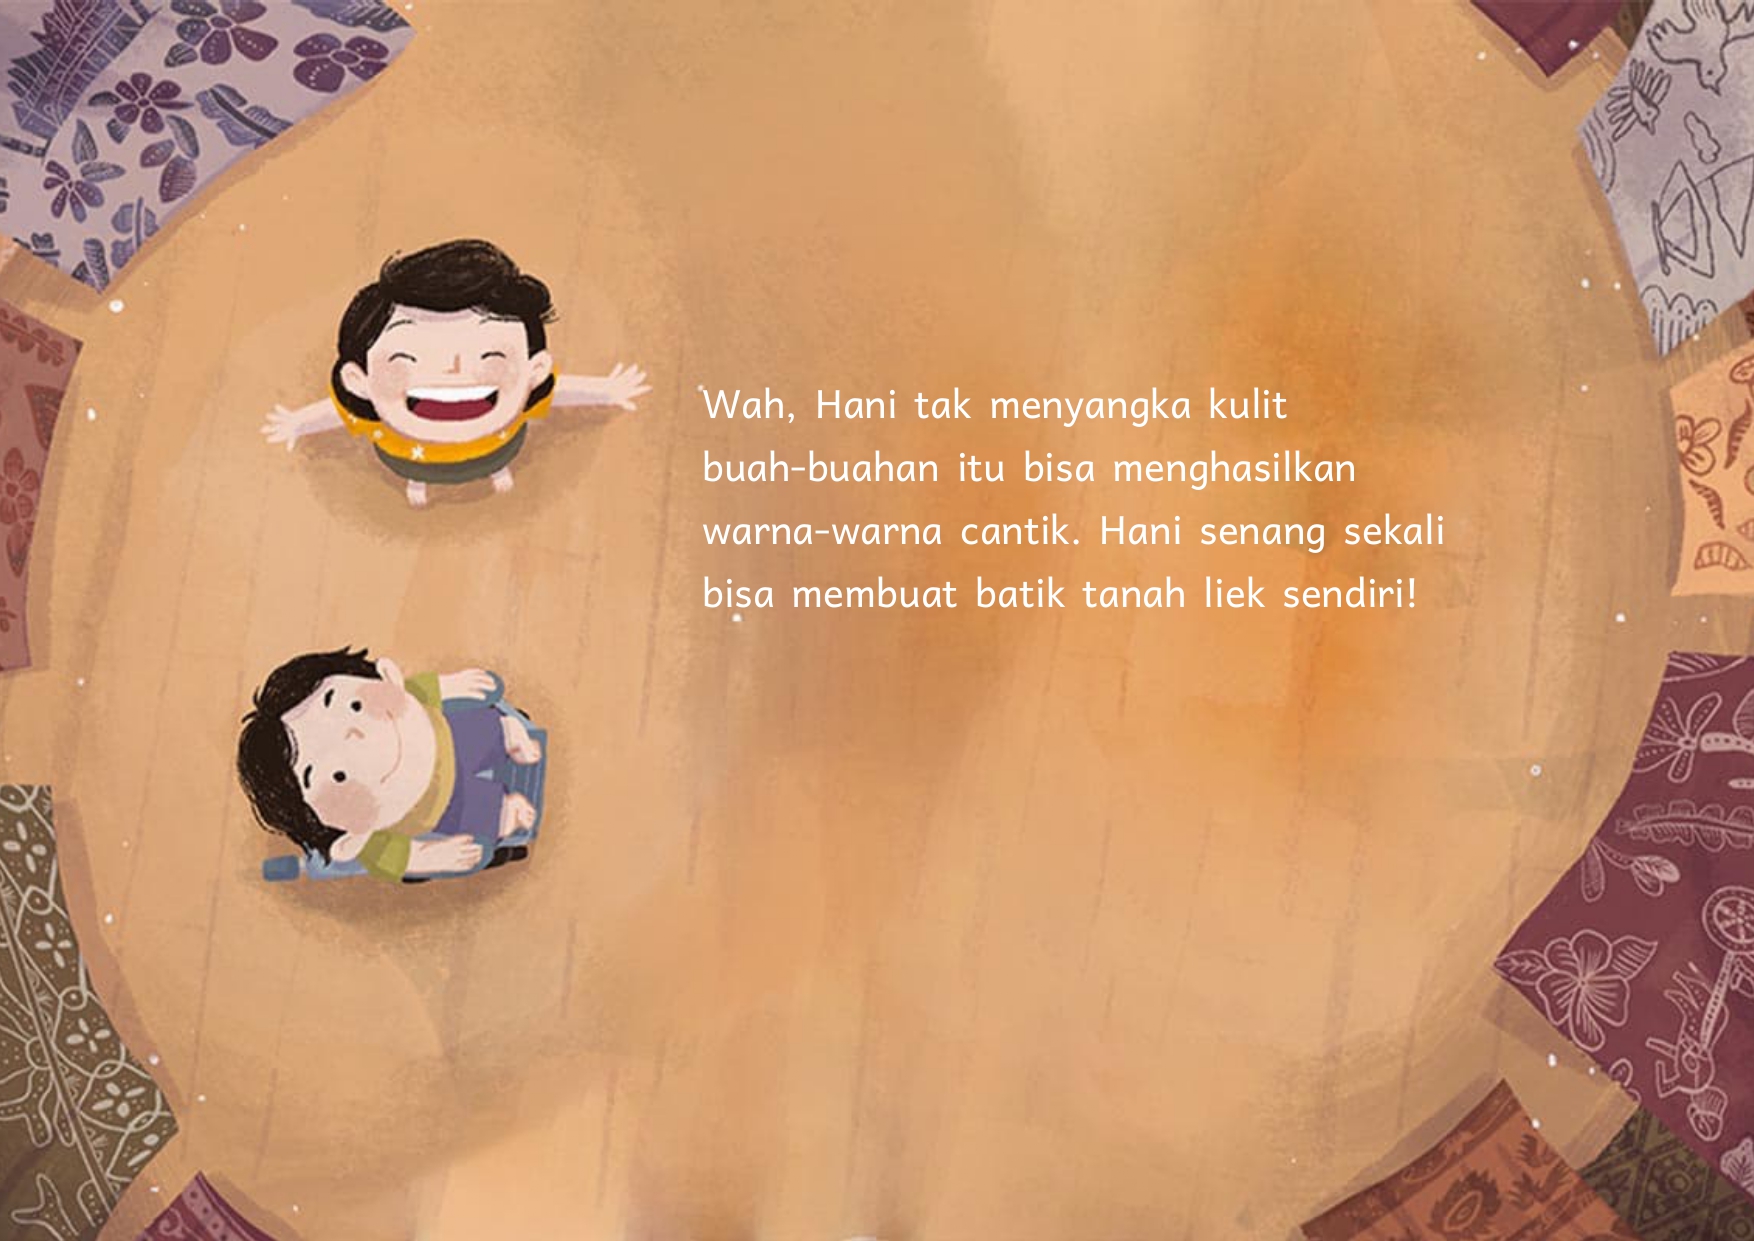 Wah, Hani tak menyangka kulit
buah-buahan itu bisa menghasilkan
warna-warna cantik. Hani senang sekali
bisa membuat batik tanah liek sendiri!